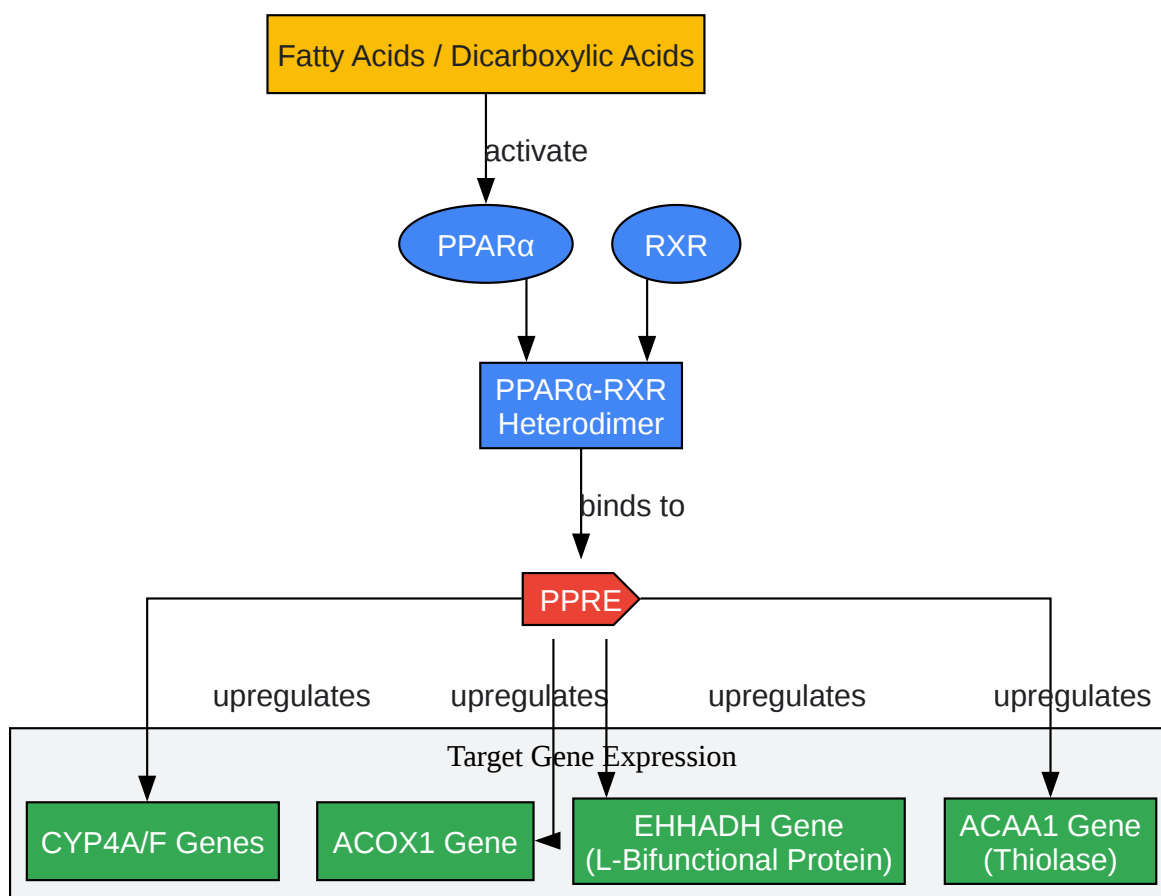 Fatty Acids / Dicarboxylic Acids
activate
PPARα
RXR
PPARα-RXR
Heterodimer
binds to
PPRE
upregulates
upregulates
upregulates
upregulates
Target Gene Expression
CYP4A/F Genes
ACOX1 Gene
EHHADH Gene
(L-Bifunctional Protein)
ACAA1 Gene
(Thiolase)